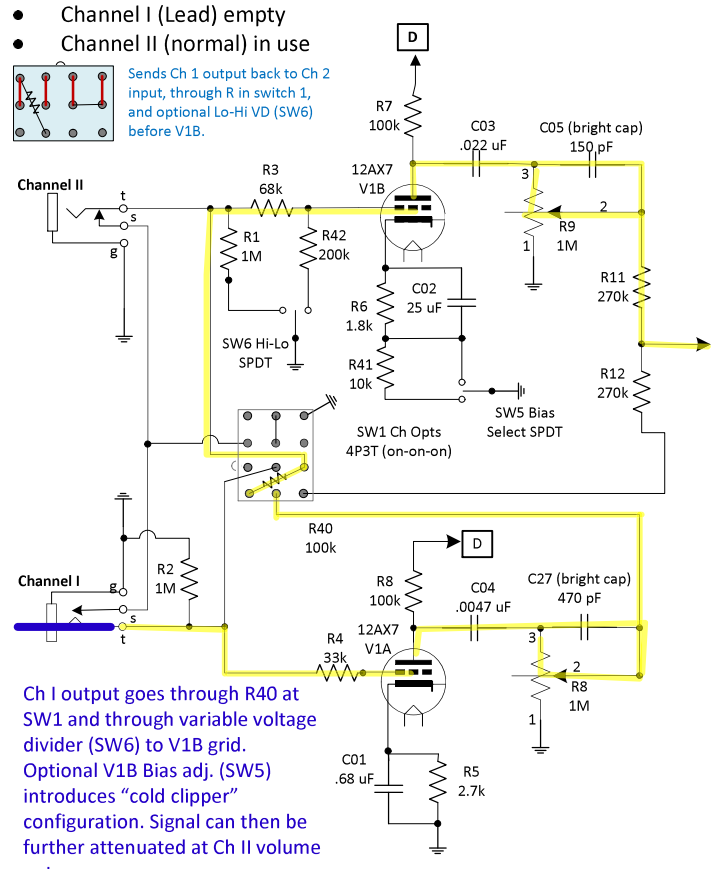 ● Channel I (Lead) empty
● Channel II (normal) in use
Sends Ch 1 output back to Ch 2
input, through R in switch 1,
and optional Lo-Hi VD (SW6)
before V1B.
D
R7
100k
C03
.022 uF
C05 (bright cap)
150 pF
12AX7
V1B
3
2
R9
1M
1
Channel II
t
s
g
R3
68k
R1
1M
R42
200k
SW6 Hi-Lo
SPDT
R6
1.8k
C02
25 uF
R41
10k
SW5 Bias
Select SPDT
R11
270k
R12
270k
SW1 Ch Opts
4P3T (on-on-on)
R40
100k
D
R2
1M
Channel I
g
s
t
R8
100k
C04
.0047 uF
C27 (bright cap)
470 pF
12AX7
V1A
R4
33k
3
2
R8
1M
1
C01
.68 uF
R5
2.7k
Ch I output goes through R40 at
SW1 and through variable voltage
divider (SW6) to V1B grid.
Optional V1B Bias adj. (SW5)
introduces “cold clipper”
configuration. Signal can then be
further attenuated at Ch II volume